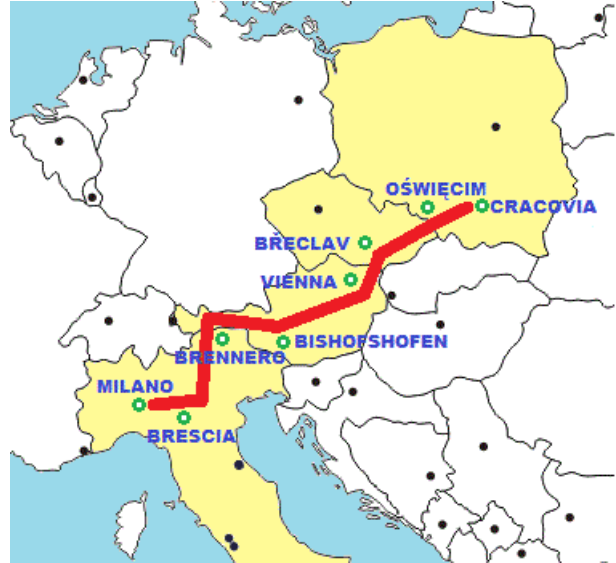 OŚWIĘCIM
CRACOVIA
BŘECLAV
VIENNA
BISHOFSHOFEN
BRENNERO
MILANO
BRESCIA